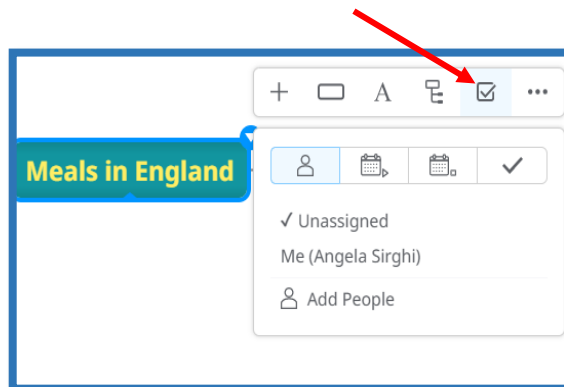 A
Meals in England
Unassigned
Me (Angela Sirghi)
Add People